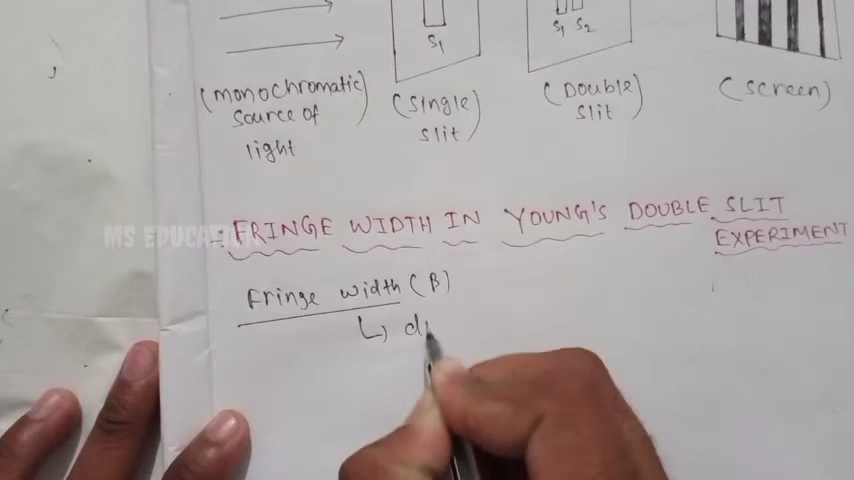 S1
S1 S2
(monochromatic source of light)
(single slit)
(Double slit)
(screen)
MS EDUCATION
FRINGE WIDTH IN YOUNG'S DOUBLE SLIT
EXPERIMENT
Fringe width (B)
↳ di